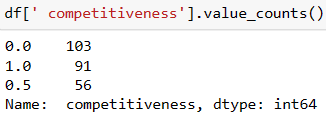 df[' competitiveness'].value_counts()
0.0    103
1.0     91
0.5     56
Name:  competitiveness, dtype: int64